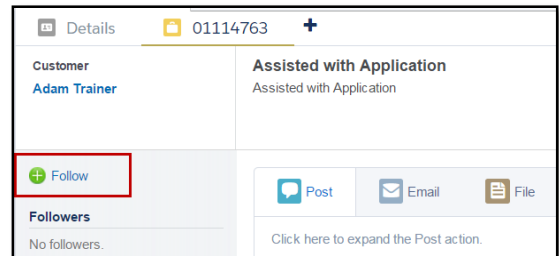 Details 01114763
Customer
Adam Trainer
Assisted with Application
Assisted with Application
Follow
Followers
No followers.
Post Email File
Click here to expand the Post action.